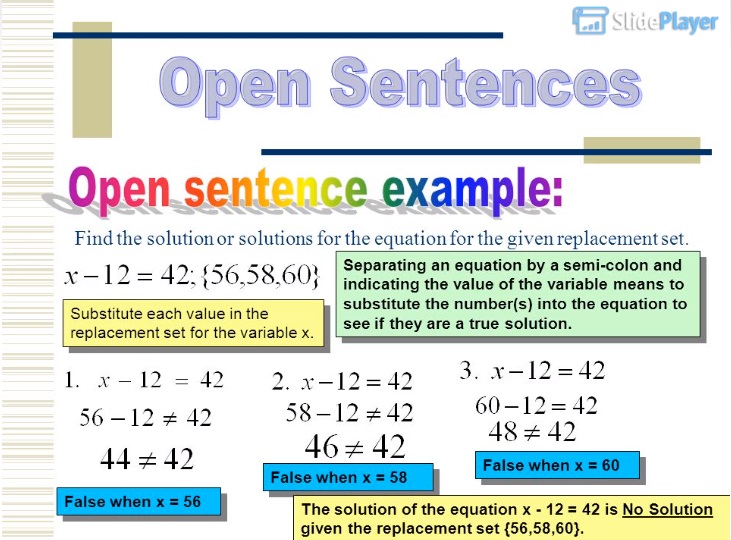 SlidePlayer
Open Sentences
Open sentence example:
Find the solution or solutions for the equation for the given replacement set.
x – 12 = 42; {56,58,60}
Separating an equation by a semi-colon and
indicating the value of the variable means to
substitute the number(s) into the equation to
see if they are a true solution.
Substitute each value in the
replacement set for the variable x.
1. x – 12 = 42
56 – 12 ≠ 42
44 ≠ 42
False when x = 56
2. x – 12 = 42
58 – 12 ≠ 42
46 ≠ 42
False when x = 58
3. x – 12 = 42
60 – 12 = 42
48 ≠ 42
False when x = 60
The solution of the equation x - 12 = 42 is No Solution
given the replacement set {56,58,60}.